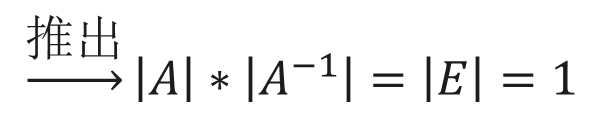 推出
⟶|A| * |A⁻¹| = |E| = 1